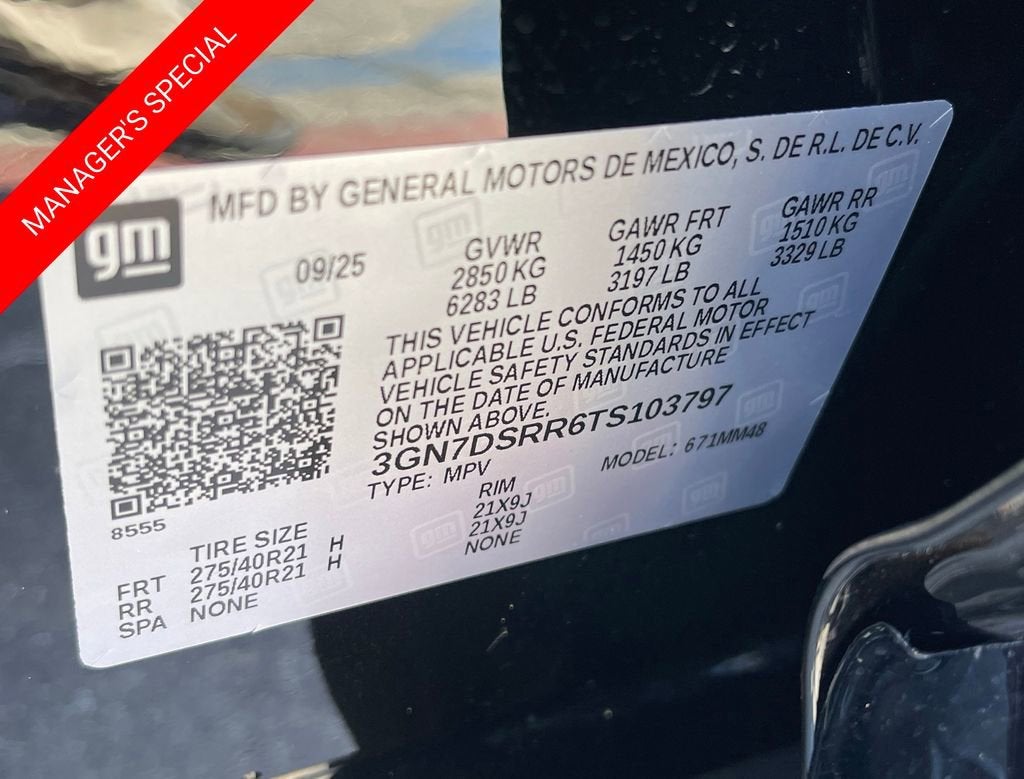 MANAGER'S SPECIAL
gm
MFD BY GENERAL MOTORS DE MEXICO, S. DE R.L. DE C.V.
09/25
GVWR
2850 KG
6283 LB
GAWR FRT
1450 KG
3197 LB
GAWR RR
1510 KG
3329 LB
THIS VEHICLE CONFORMS TO ALL
APPLICABLE U.S. FEDERAL MOTOR
VEHICLE SAFETY STANDARDS IN EFFECT
ON THE DATE OF MANUFACTURE
SHOWN ABOVE.
3GN7DSRR6TS103797
TYPE: MPV MODEL: 671MM48
8555
TIRE SIZE RIM
FRT 275/40R21 H 21X9J
RR 275/40R21 H 21X9J
SPA NONE NONE